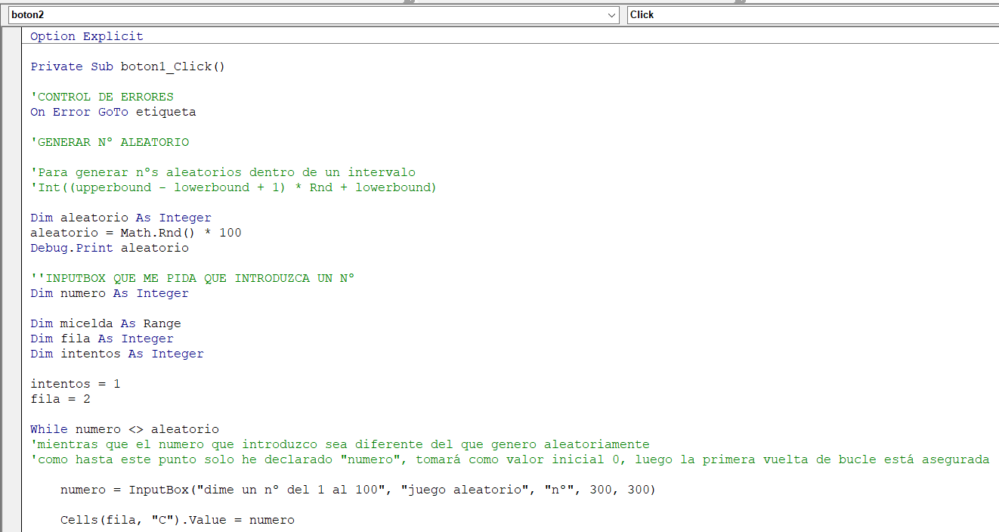 boton2
Click
Option Explicit
Private Sub boton1_Click()
'CONTROL DE ERRORES
On Error GoTo etiqueta
'GENERAR Nº ALEATORIO
'Para generar nºs aleatorios dentro de un intervalo
'Int((upperbound - lowerbound + 1) * Rnd + lowerbound)
Dim aleatorio As Integer
aleatorio = Math.Rnd() * 100
Debug.Print aleatorio
''INPUTBOX QUE ME PIDA QUE INTRODUZCA UN Nº
Dim numero As Integer
Dim micelda As Range
Dim fila As Integer
Dim intentos As Integer
intentos = 1
fila = 2
While numero <> aleatorio
'mientras que el numero que introduzco sea diferente del que genero aleatoriamente
'como hasta este punto solo he declarado "numero", tomará como valor inicial 0, luego la primera vuelta de bucle está asegurada
numero = InputBox("dime un nº del 1 al 100", "juego aleatorio", "nº", 300, 300)
Cells(fila, "C").Value = numero